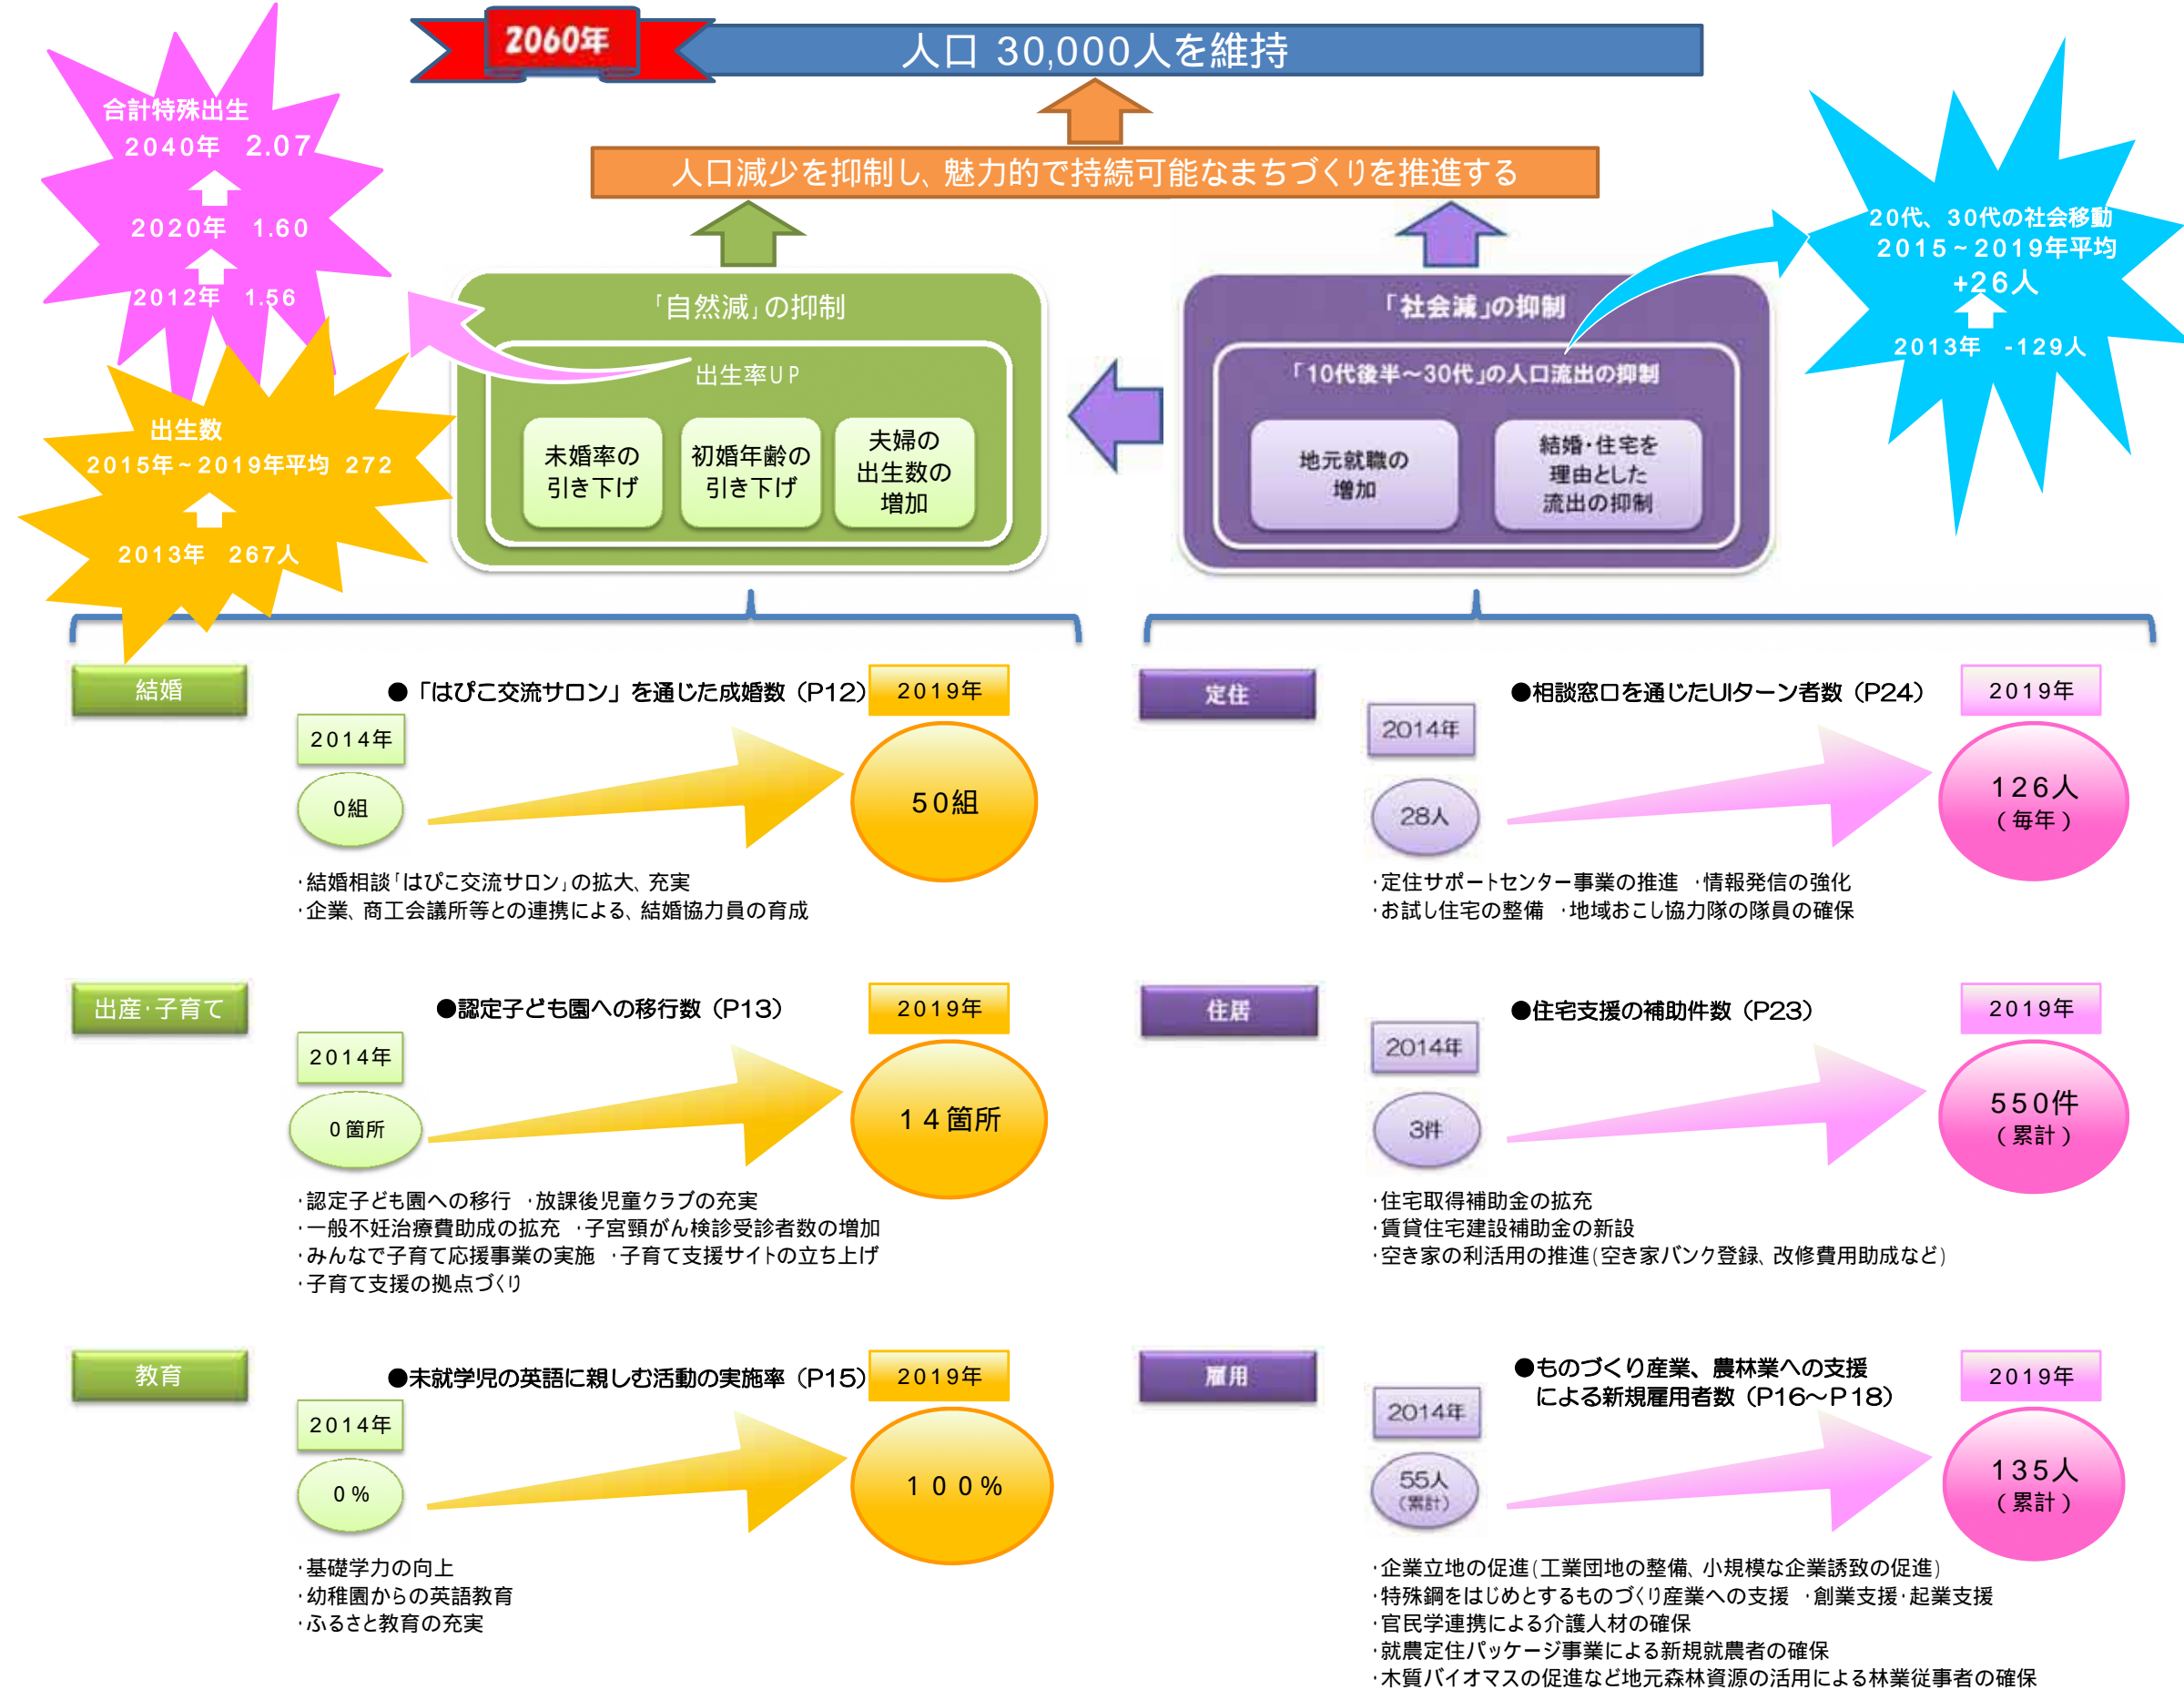 2060年
人口 30,000人を維持
人口減少を抑制し、魅力的で持続可能なまちづくりを推進する
合計特殊出生
2040年 2.07
2020年 1.60
2012年 1.56
出生数
2015年~2019年平均 272
2013年 267人
20代、30代の社会移動
2015~2019年平均
+26人
2013年 -129人
「自然減」の抑制
出生率UP
未婚率の
引き下げ
初婚年齢の
引き下げ
夫婦の
出生数の
増加
「社会減」の抑制
「10代後半~30代」の人口流出の抑制
地元就職の
増加
結婚・住宅を
理由とした
流出の抑制
結婚
●「はぴこ交流サロン」を通じた成婚数(P12)
2019年
2014年
0組
50組
・結婚相談「はぴこ交流サロン」の拡大、充実
・企業、商工会議所等との連携による、結婚協力員の育成
出産・子育て
●認定子ども園への移行数(P13)
2019年
2014年
0箇所
14箇所
・認定子ども園への移行 ・放課後児童クラブの充実
・一般不妊治療費助成の拡充 ・子宮頸がん検診受診者数の増加
・みんなで子育て応援事業の実施 ・子育て支援サイトの立ち上げ
・子育て支援の拠点づくり
教育
●未就学児の英語に親しむ活動の実施率(P15)
2019年
2014年
0%
100%
・基礎学力の向上
・幼稚園からの英語教育
・ふるさと教育の充実
定住
●相談窓口を通じたUIターン者数(P24)
2019年
2014年
28人
126人
(毎年)
・定住サポートセンター事業の推進 ・情報発信の強化
・お試し住宅の整備 ・地域おこし協力隊の隊員の確保
住居
●住宅支援の補助件数(P23)
2019年
2014年
3件
550件
(累計)
・住宅取得補助金の拡充
・賃貸住宅建設補助金の新設
・空き家の利活用の推進(空き家バンク登録、改修費用助成など)
雇用
●ものづくり産業、農林業への支援
による新規雇用者数(P16~P18)
2019年
2014年
55人
(累計)
135人
(累計)
・企業立地の促進(工業団地の整備、小規模な企業誘致の促進)
・特殊鋼をはじめとするものづくり産業への支援 ・創業支援・起業支援
・官民学連携による介護人材の確保
・就農定住パッケージ事業による新規就農者の確保
・木質バイオマスの促進など地元森林資源の活用による林業従事者の確保